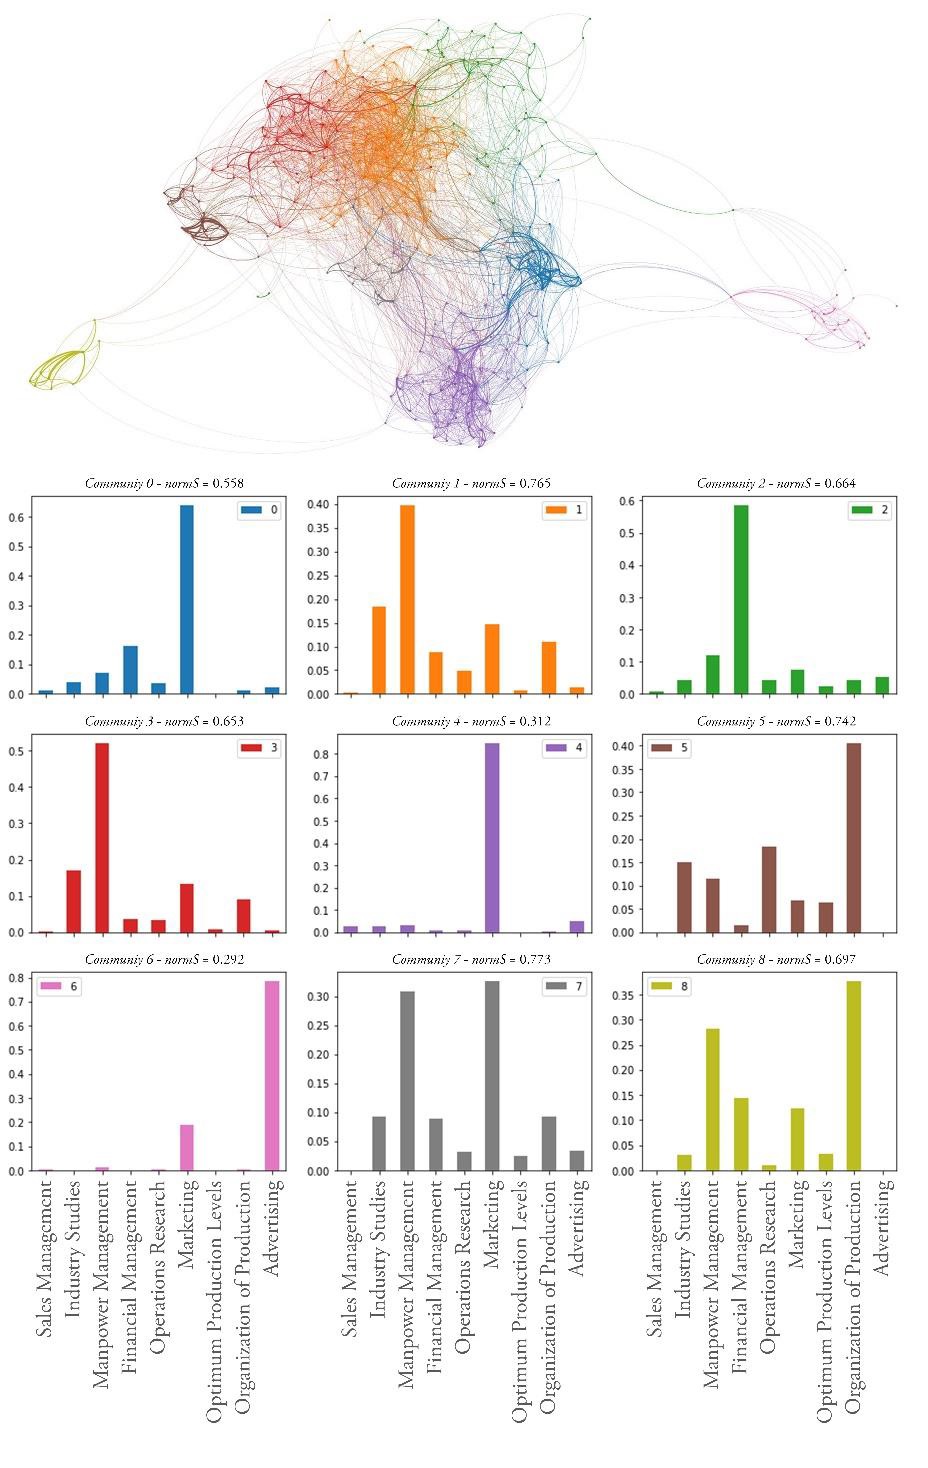 Communiy 0 - normS = 0.558
Communiy 1 - normS = 0.765
Communiy 2 - normS = 0.664
0.6
0.5
0.4
0.3
0.2
0.1
0.0
0
0.40
0.35
0.30
0.25
0.20
0.15
0.10
0.05
0.00
1
0.6
0.5
0.4
0.3
0.2
0.1
0.0
2
Communiy 3 - normS = 0.653
Communiy 4 - normS = 0.312
Communiy 5 - normS = 0.742
0.5
0.4
0.3
0.2
0.1
0.0
3
0.8
0.7
0.6
0.5
0.4
0.3
0.2
0.1
0.0
4
0.40
0.35
0.30
0.25
0.20
0.15
0.10
0.05
0.00
5
Communiy 6 - normS = 0.292
Communiy 7 - normS = 0.773
Communiy 8 - normS = 0.697
0.8
0.7
0.6
0.5
0.4
0.3
0.2
0.1
0.0
6
0.30
0.25
0.20
0.15
0.10
0.05
0.00
7
0.35
0.30
0.25
0.20
0.15
0.10
0.05
0.00
8
Sales Management
Industry Studies
Manpower Management
Financial Management
Operations Research
Marketing
Optimum Production Levels
Organization of Production
Advertising
Sales Management
Industry Studies
Manpower Management
Financial Management
Operations Research
Marketing
Optimum Production Levels
Organization of Production
Advertising
Sales Management
Industry Studies
Manpower Management
Financial Management
Operations Research
Marketing
Optimum Production Levels
Organization of Production
Advertising